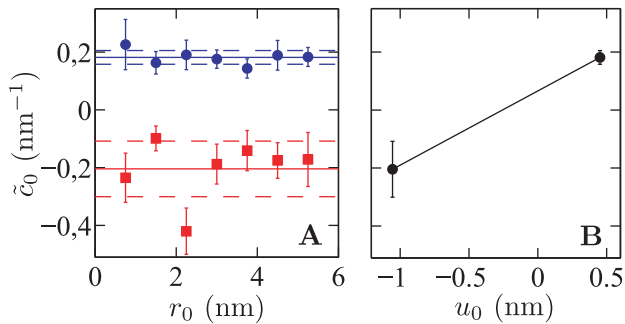 0,2
0
−0.2
−0,4
c̃₀ (nm⁻¹)
A
0 2 4 6
r₀ (nm)
B
−1 −0.5 0 0.5
u₀ (nm)